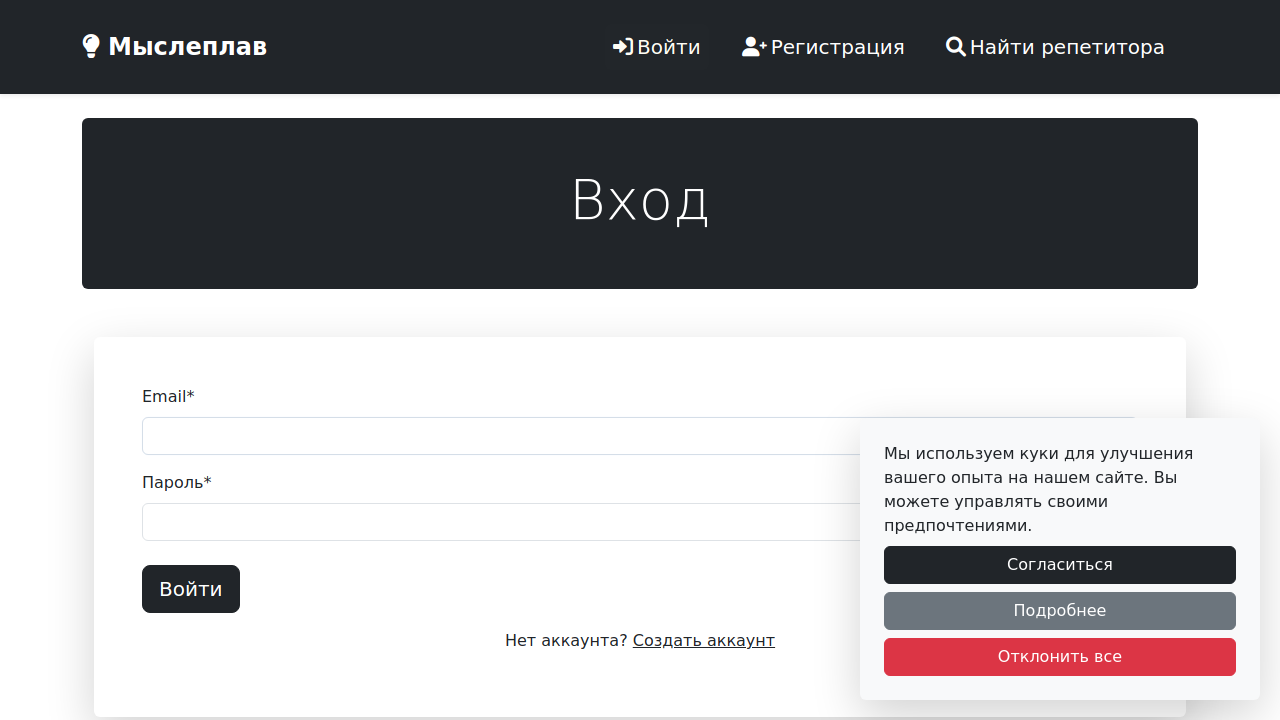 Мыслеплав
Войти
Регистрация
Найти репетитора
Вход
Email*
Пароль*
Войти
Нет аккаунта? Создать аккаунт
Мы используем куки для улучшения
вашего опыта на нашем сайте. Вы
можете управлять своими
предпочтениями.
Согласиться
Подробнее
Отклонить все